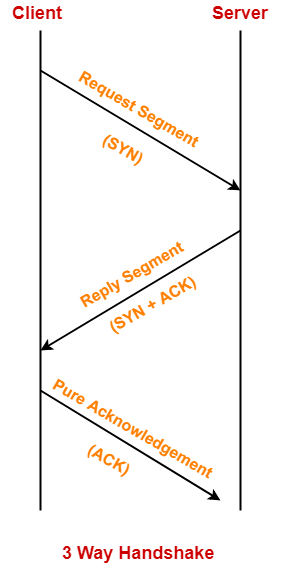 Client
Server
Request Segment
(SYN)
Reply Segment
(SYN + ACK)
Pure Acknowledgement
(ACK)
3 Way Handshake